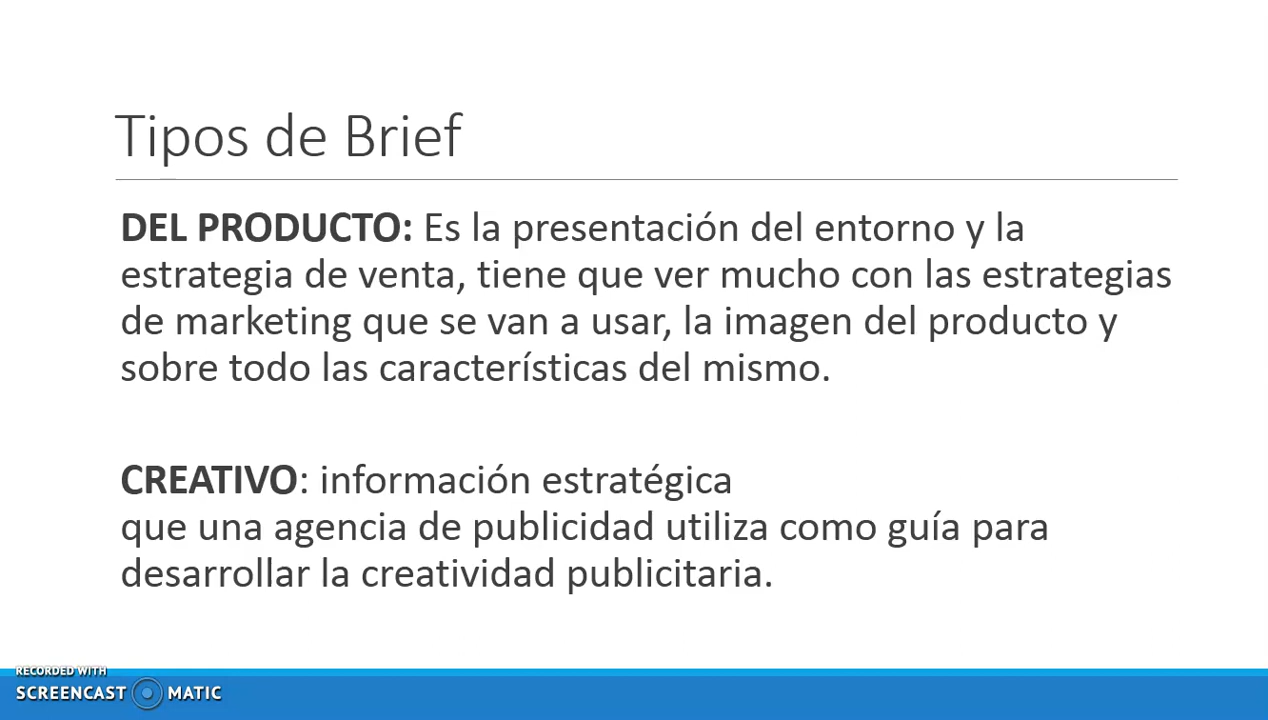 Tipos de Brief
DEL PRODUCTO: Es la presentación del entorno y la
estrategia de venta, tiene que ver mucho con las estrategias
de marketing que se van a usar, la imagen del producto y
sobre todo las características del mismo.
CREATIVO: información estratégica
que una agencia de publicidad utiliza como guía para
desarrollar la creatividad publicitaria.
RECORDED WITH
SCREENCAST MATIC